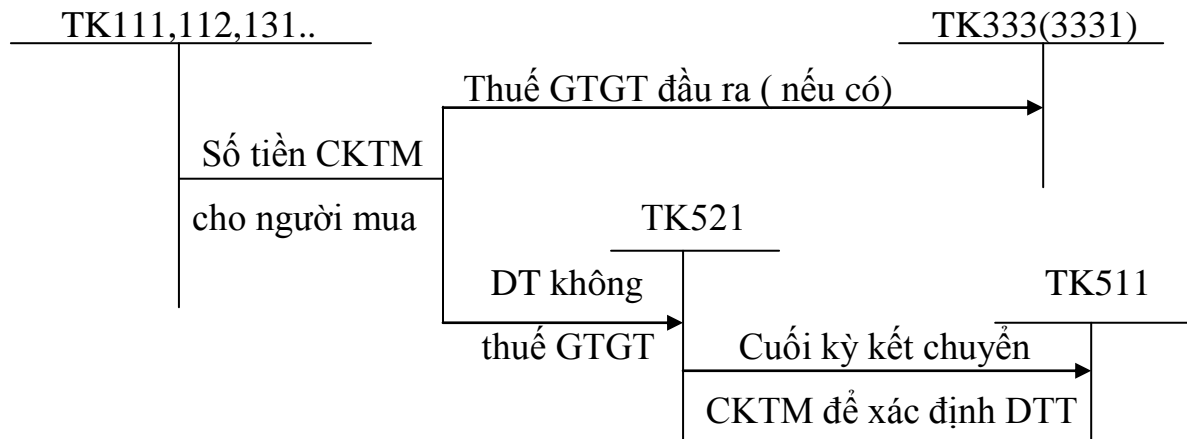 TK111,112,131..
TK333(3331)
Thuế GTGT đầu ra ( nếu có)
Số tiền CKTM
cho người mua
TK521
DT không
thuế GTGT
TK511
Cuối kỳ kết chuyển
CKTM để xác định DTT